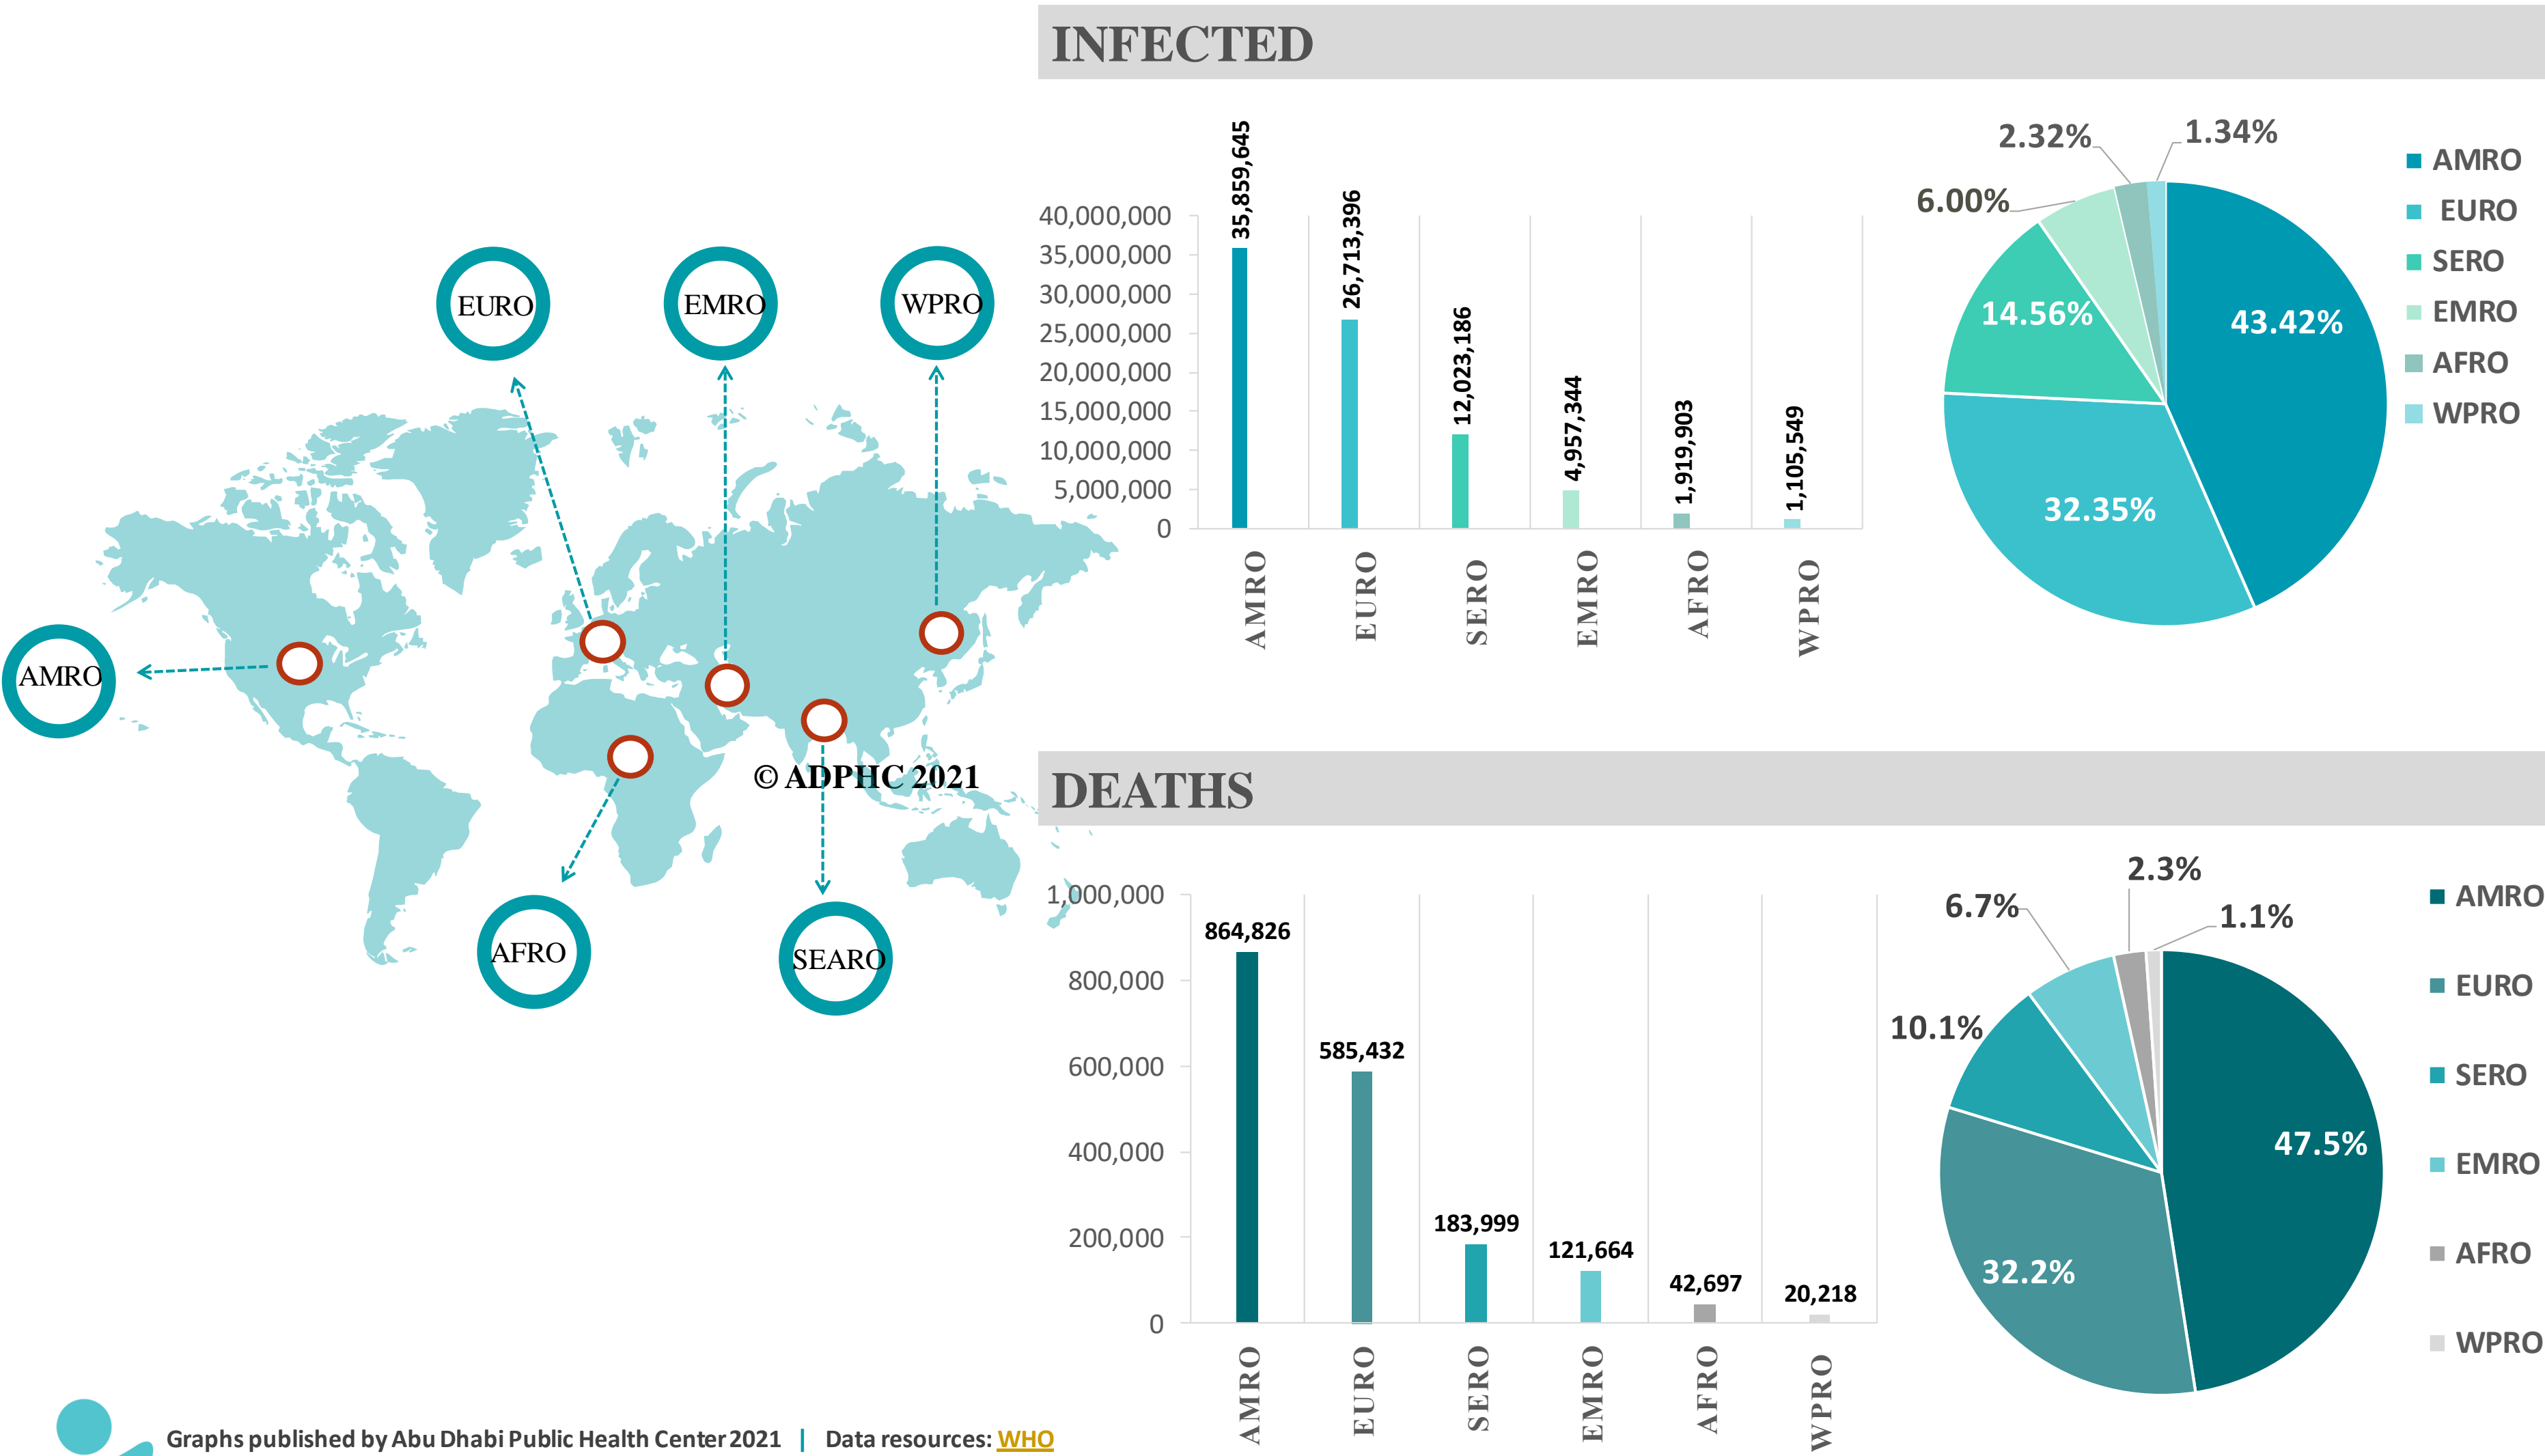 INFECTED
40,000,000
35,000,000
30,000,000
25,000,000
20,000,000
15,000,000
10,000,000
5,000,000
0
35,859,645
26,713,396
12,023,186
4,957,344
1,919,903
1,105,549
AMRO
EURO
SERO
EMRO
AFRO
WPRO
2.32%
1.34%
6.00%
14.56%
43.42%
32.35%
AMRO
EURO
SERO
EMRO
AFRO
WPRO
EURO
EMRO
WPRO
AMRO
AFRO
SEARO
© ADPHC 2021
DEATHS
1,000,000
800,000
600,000
400,000
200,000
0
864,826
585,432
183,999
121,664
42,697
20,218
AMRO
EURO
SERO
EMRO
AFRO
WPRO
2.3%
6.7%
1.1%
10.1%
47.5%
32.2%
AMRO
EURO
SERO
EMRO
AFRO
WPRO
Graphs published by Abu Dhabi Public Health Center 2021 | Data resources: WHO